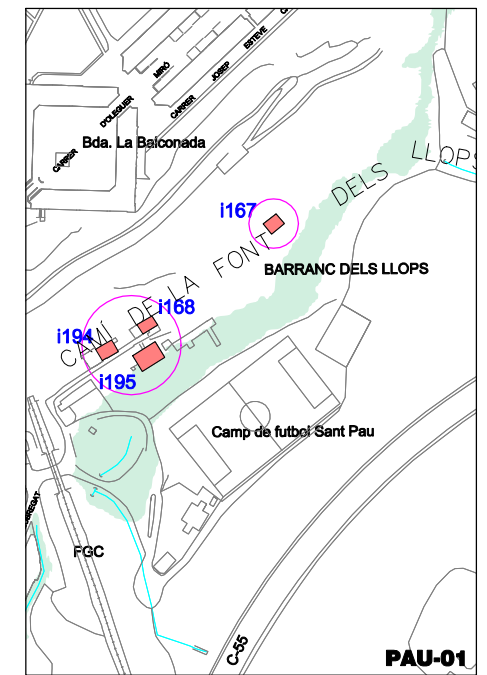 CARRER
ESTEVE
JOSEP
CARRER
MIRÓ
D'OLEGUER
CARRER
Bda. La Balconada
CAMÍ DE LA FONT DELS LLOPS
i167
BARRANC DELS LLOPS
i168
i194
i195
Camp de futbol Sant Pau
FGC
C-55
PAU-01